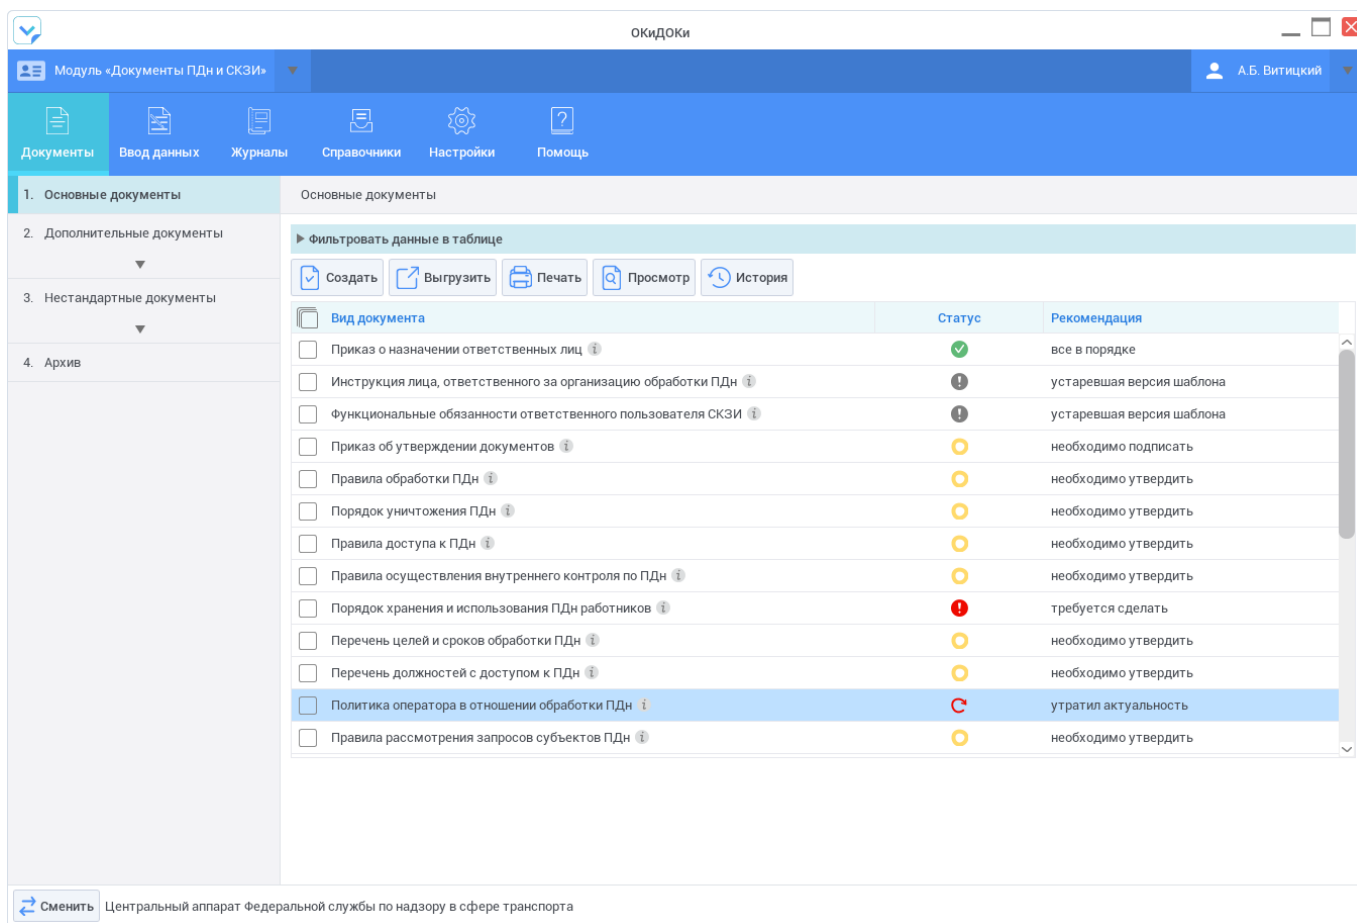 ОКиДОКи
Модуль «Документы ПДн и СКЗИ»
А.Б. Витицкий
Документы
Ввод данных
Журналы
Справочники
Настройки
Помощь
1. Основные документы
2. Дополнительные документы
3. Нестандартные документы
4. Архив
Основные документы
Фильтровать данные в таблице
Создать
Выгрузить
Печать
Просмотр
История
Вид документа Статус Рекомендация
Приказ о назначении ответственных лиц все в порядке
Инструкция лица, ответственного за организацию обработки ПДн устаревшая версия шаблона
Функциональные обязанности ответственного пользователя СКЗИ устаревшая версия шаблона
Приказ об утверждении документов необходимо подписать
Правила обработки ПДн необходимо утвердить
Порядок уничтожения ПДн необходимо утвердить
Правила доступа к ПДн необходимо утвердить
Правила осуществления внутреннего контроля по ПДн необходимо утвердить
Порядок хранения и использования ПДн работников требуется сделать
Перечень целей и сроков обработки ПДн необходимо утвердить
Перечень должностей с доступом к ПДн необходимо утвердить
Политика оператора в отношении обработки ПДн утратил актуальность
Правила рассмотрения запросов субъектов ПДн необходимо утвердить
Сменить Центральный аппарат Федеральной службы по надзору в сфере транспорта